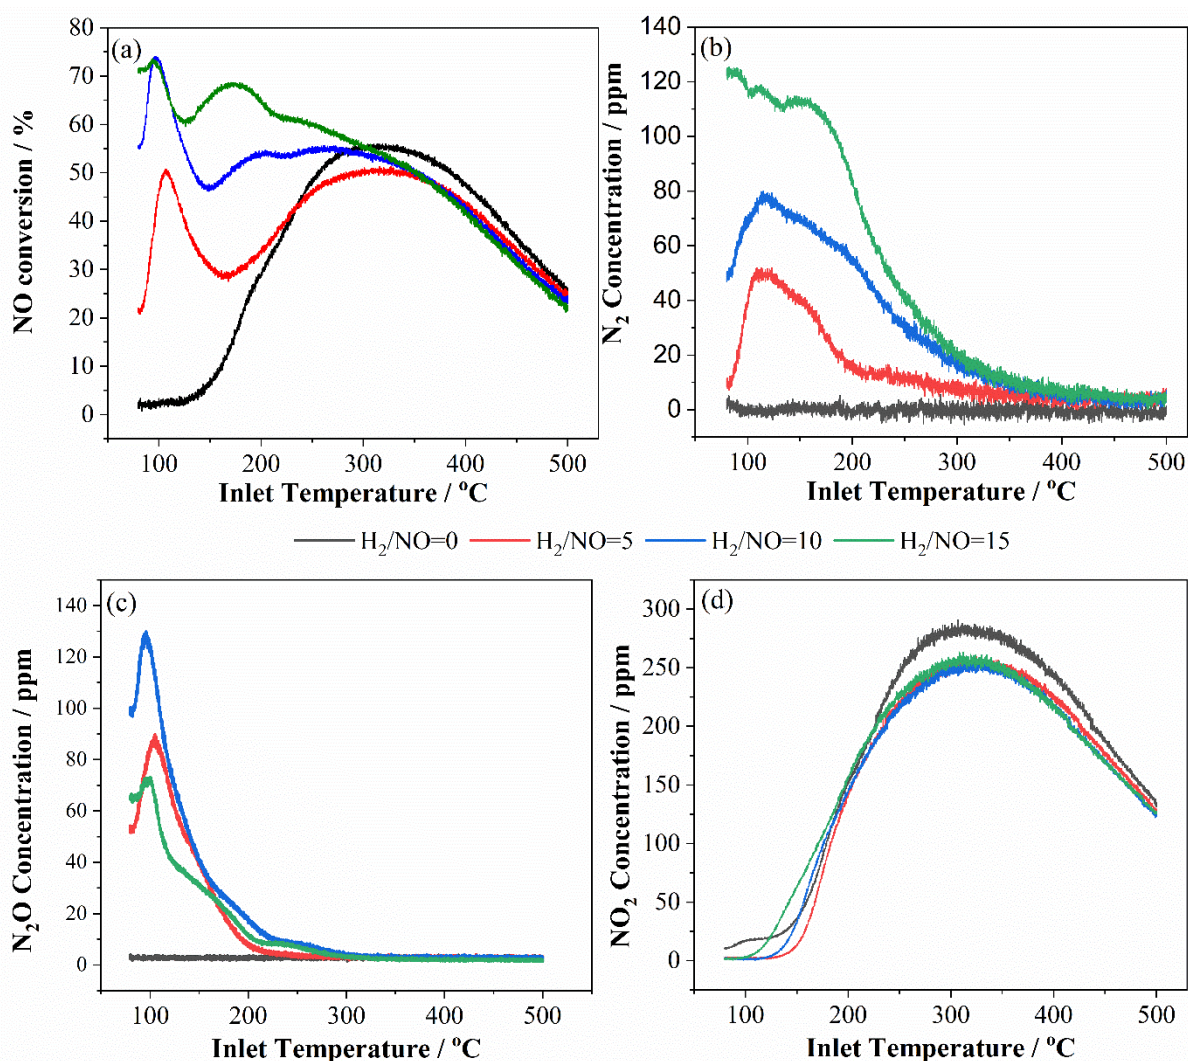 (a)
NO conversion / %
80
70
60
50
40
30
20
10
0
100 200 300 400 500
Inlet Temperature / °C
(b)
N₂ Concentration / ppm
140
120
100
80
60
40
20
0
100 200 300 400 500
Inlet Temperature / °C
H₂/NO=0 H₂/NO=5 H₂/NO=10 H₂/NO=15
(c)
N₂O Concentration / ppm
140
120
100
80
60
40
20
0
100 200 300 400 500
Inlet Temperature / °C
(d)
NO₂ Concentration / ppm
300
250
200
150
100
50
0
100 200 300 400 500
Inlet Temperature / °C